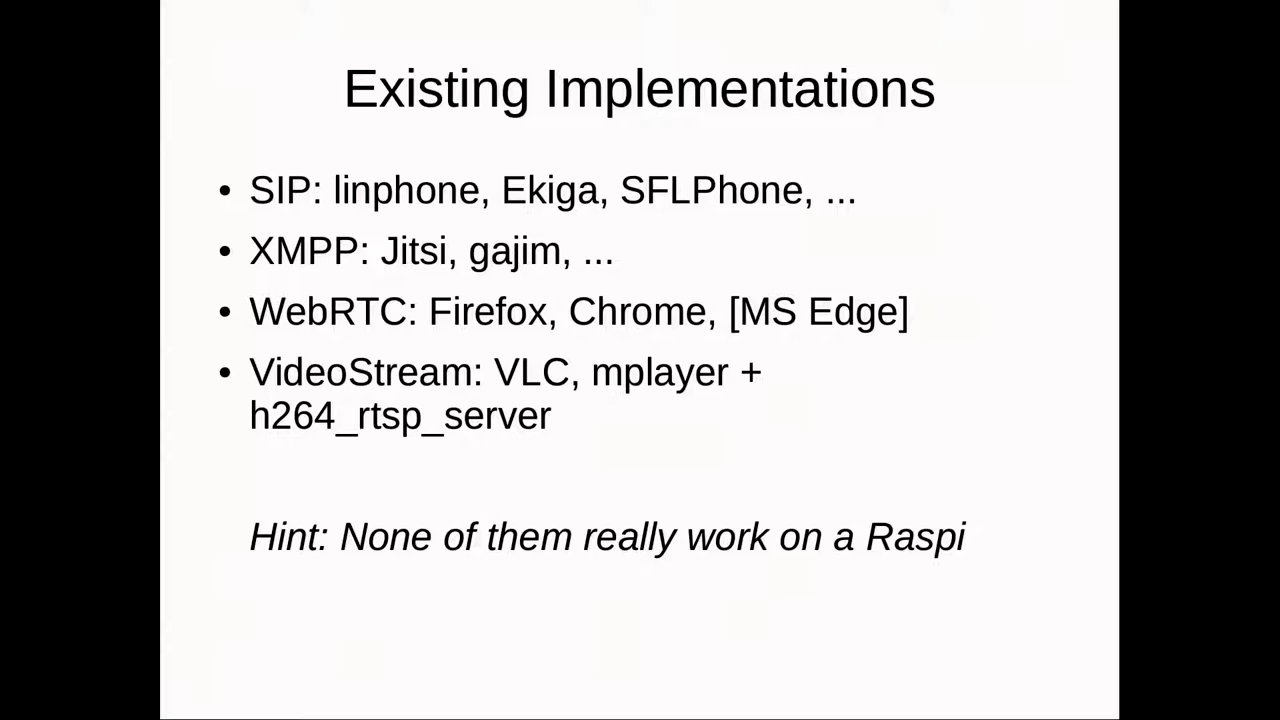 Existing Implementations
• SIP: linphone, Ekiga, SFLPhone, ...
• XMPP: Jitsi, gajim, ...
• WebRTC: Firefox, Chrome, [MS Edge]
• VideoStream: VLC, mplayer +
h264_rtsp_server
Hint: None of them really work on a Raspi